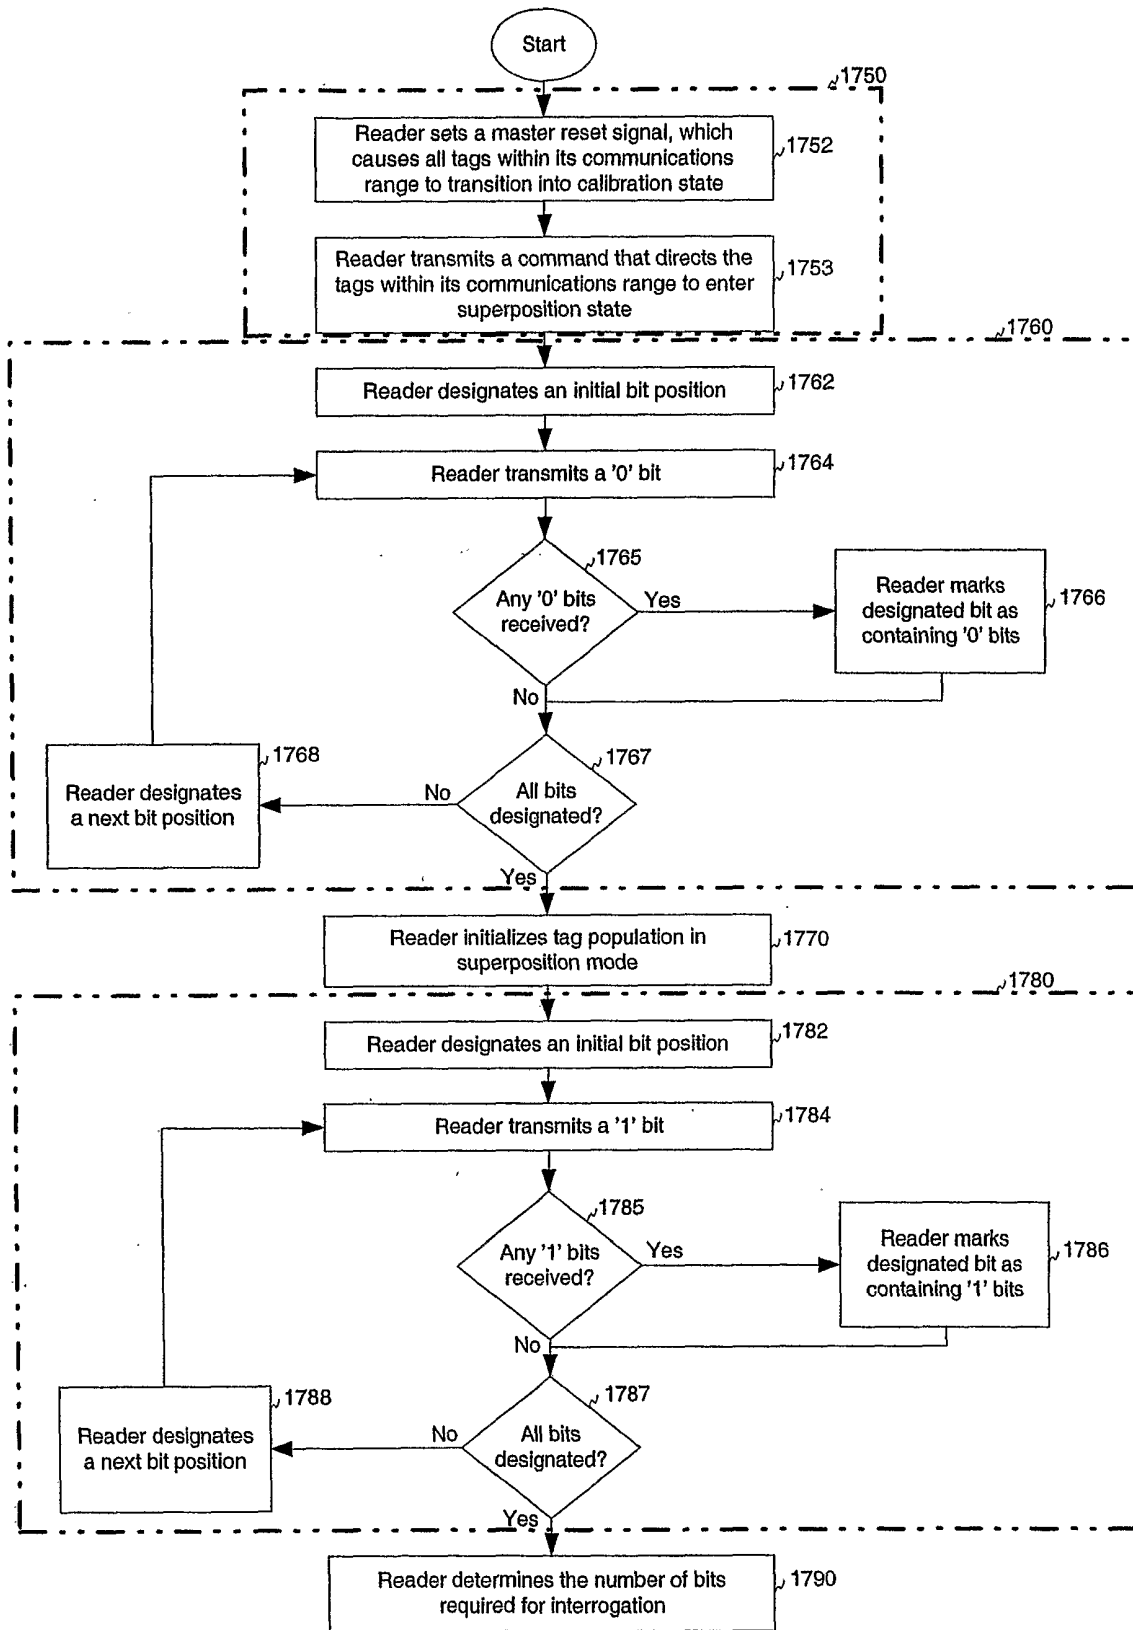 Start
1750
Reader sets a master reset signal, which
causes all tags within its communications
range to transition into calibration state
1752
Reader transmits a command that directs the
tags within its communications range to enter
superposition state
1753
1760
Reader designates an initial bit position
1762
Reader transmits a '0' bit
1764
1765
Any '0' bits
received?
Yes
Reader marks
designated bit as
containing '0' bits
1766
No
1767
All bits
designated?
No
1768
Reader designates
a next bit position
Yes
Reader initializes tag population in
superposition mode
1770
1780
Reader designates an initial bit position
1782
Reader transmits a '1' bit
1784
1785
Any '1' bits
received?
Yes
Reader marks
designated bit as
containing '1' bits
1786
No
1787
All bits
designated?
No
1788
Reader designates
a next bit position
Yes
Reader determines the number of bits
required for interrogation
1790